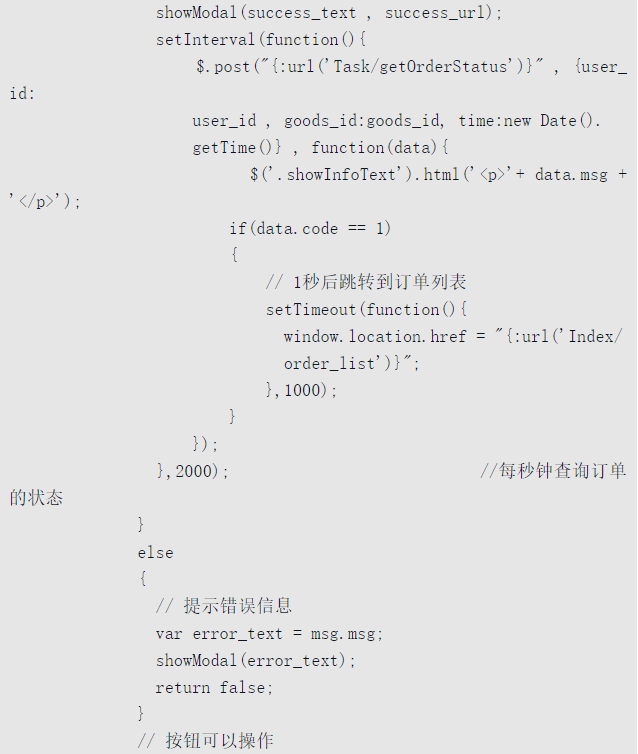 showModal(success_text , success_url);
setInterval(function(){
$.post("{:url('Task/getOrderStatus')}" , {user_
id:
user_id , goods_id:goods_id, time:new Date().
getTime()} , function(data){
$('.showInfoText').html('<p>'+ data.msg +
'</p>');
if(data.code == 1)
{
// 1秒后跳转到订单列表
setTimeout(function(){
window.location.href = "{:url('Index/
order_list')}";
},1000);
}
});
},2000); //每秒钟查询订单
的状态
}
else
{
// 提示错误信息
var error_text = msg.msg;
showModal(error_text);
return false;
}
// 按钮可以操作